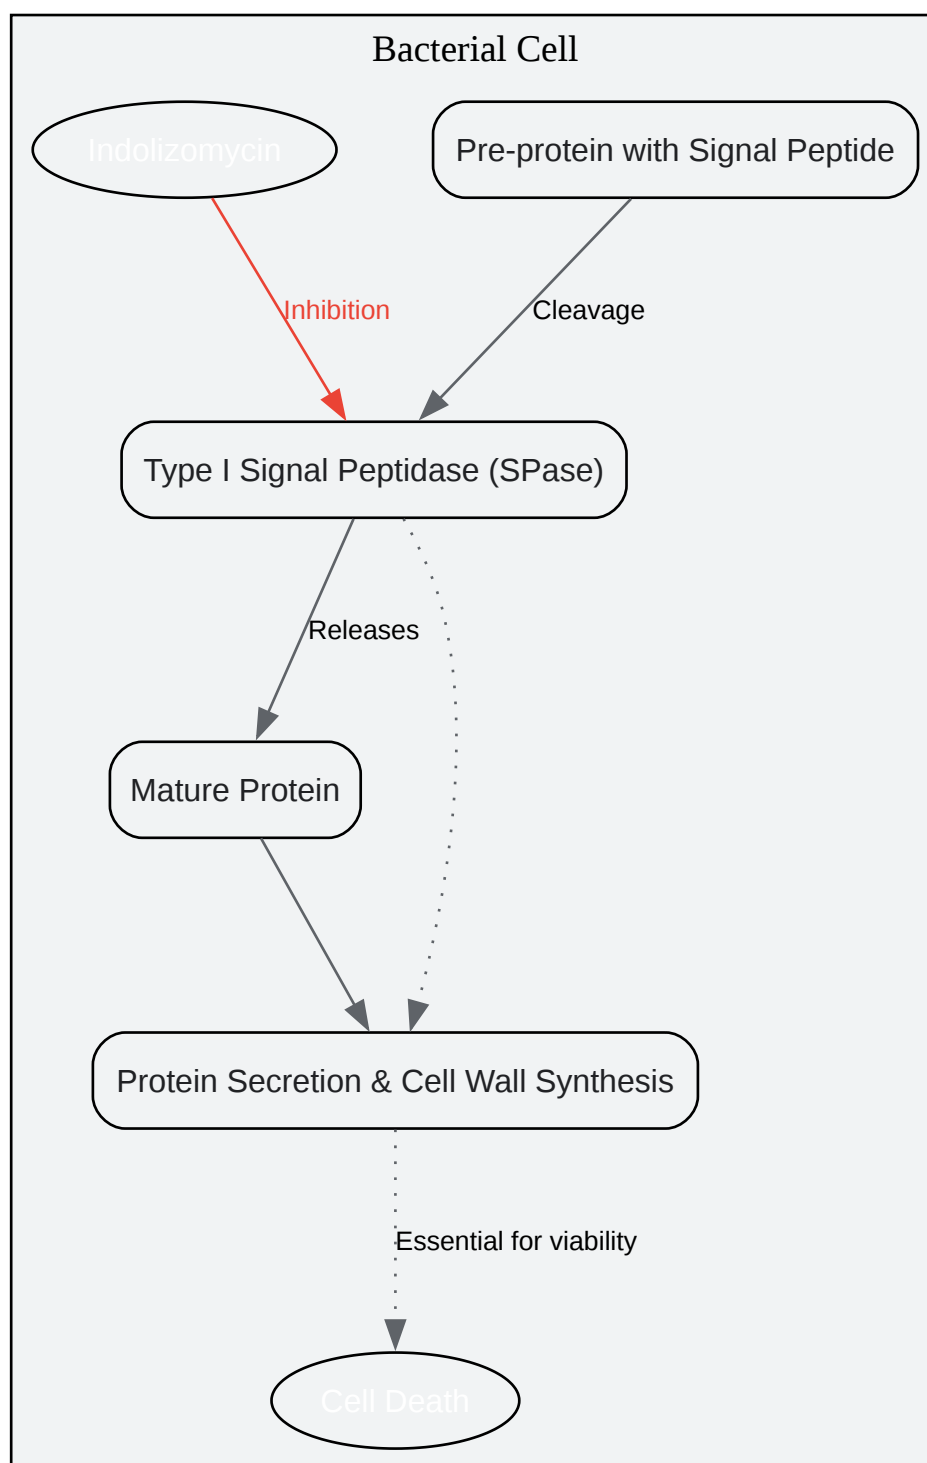 Bacterial Cell
Indolizomycin
Pre-protein with Signal Peptide
Inhibition
Cleavage
Type I Signal Peptidase (SPase)
Releases
Mature Protein
Protein Secretion & Cell Wall Synthesis
Essential for viability
Cell Death